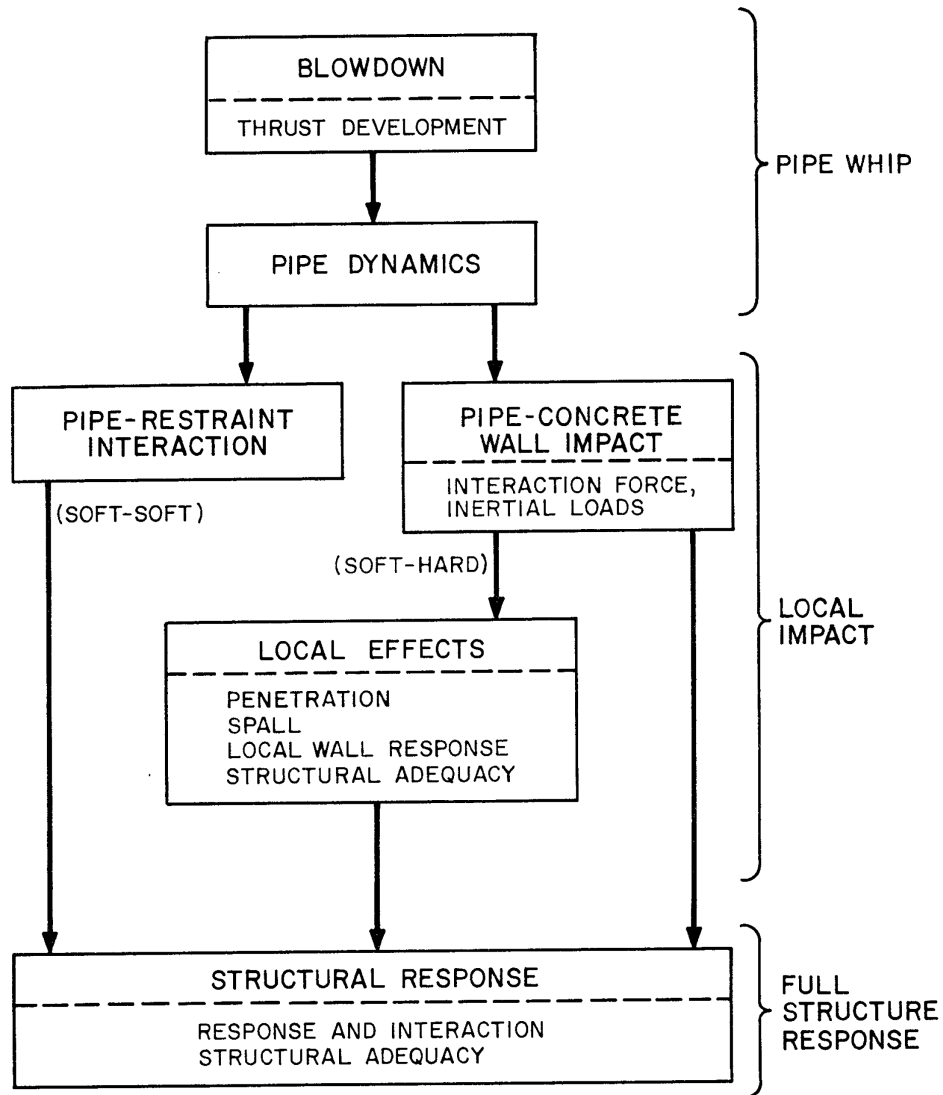 BLOWDOWN
THRUST DEVELOPMENT
PIPE WHIP
PIPE DYNAMICS
PIPE-RESTRAINT
INTERACTION
PIPE-CONCRETE
WALL IMPACT
INTERACTION FORCE,
INERTIAL LOADS
(SOFT-SOFT)
(SOFT-HARD)
LOCAL
IMPACT
LOCAL EFFECTS
PENETRATION
SPALL
LOCAL WALL RESPONSE
STRUCTURAL ADEQUACY
STRUCTURAL RESPONSE
RESPONSE AND INTERACTION
STRUCTURAL ADEQUACY
FULL
STRUCTURE
RESPONSE